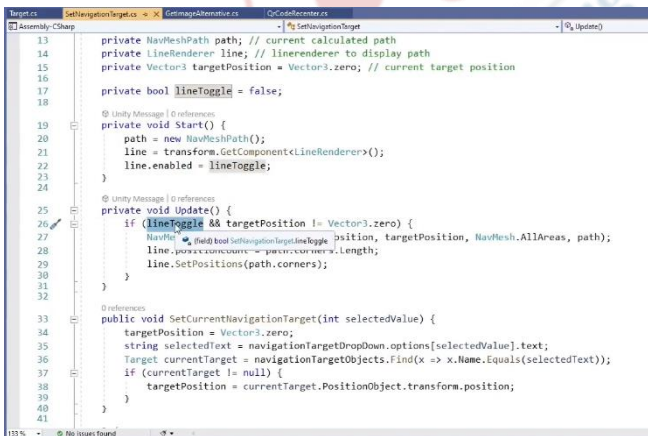 Target.cs SetNavigationTarget.cs GetImageAlternative.cs QrCodeRecenter.cs
Assembly-CSharp SetNavigationTarget Update()
13 private NavMeshPath path; // current calculated path
14 private LineRenderer line; // linerenderer to display path
15 private Vector3 targetPosition = Vector3.zero; // current target position
16
17 private bool lineToggle = false;
18
Unity Message | 0 references
19 private void Start() {
20 path = new NavMeshPath();
21 line = transform.GetComponent<LineRenderer>();
22 line.enabled = lineToggle;
23 }
24
Unity Message | 0 references
25 private void Update() {
26 if (lineToggle && targetPosition != Vector3.zero) {
27 NavMe osition, targetPosition, NavMesh.AllAreas, path);
(field) bool SetNavigationTarget.lineToggle
28 line.positionCount = path.corners.Length;
29 line.SetPositions(path.corners);
30 }
31 }
32
0 references
33 public void SetCurrentNavigationTarget(int selectedValue) {
34 targetPosition = Vector3.zero;
35 string selectedText = navigationTargetDropDown.options[selectedValue].text;
36 Target currentTarget = navigationTargetObjects.Find(x => x.Name.Equals(selectedText));
37 if (currentTarget != null) {
38 targetPosition = currentTarget.PositionObject.transform.position;
39 }
40 }
41
133 % No issues found